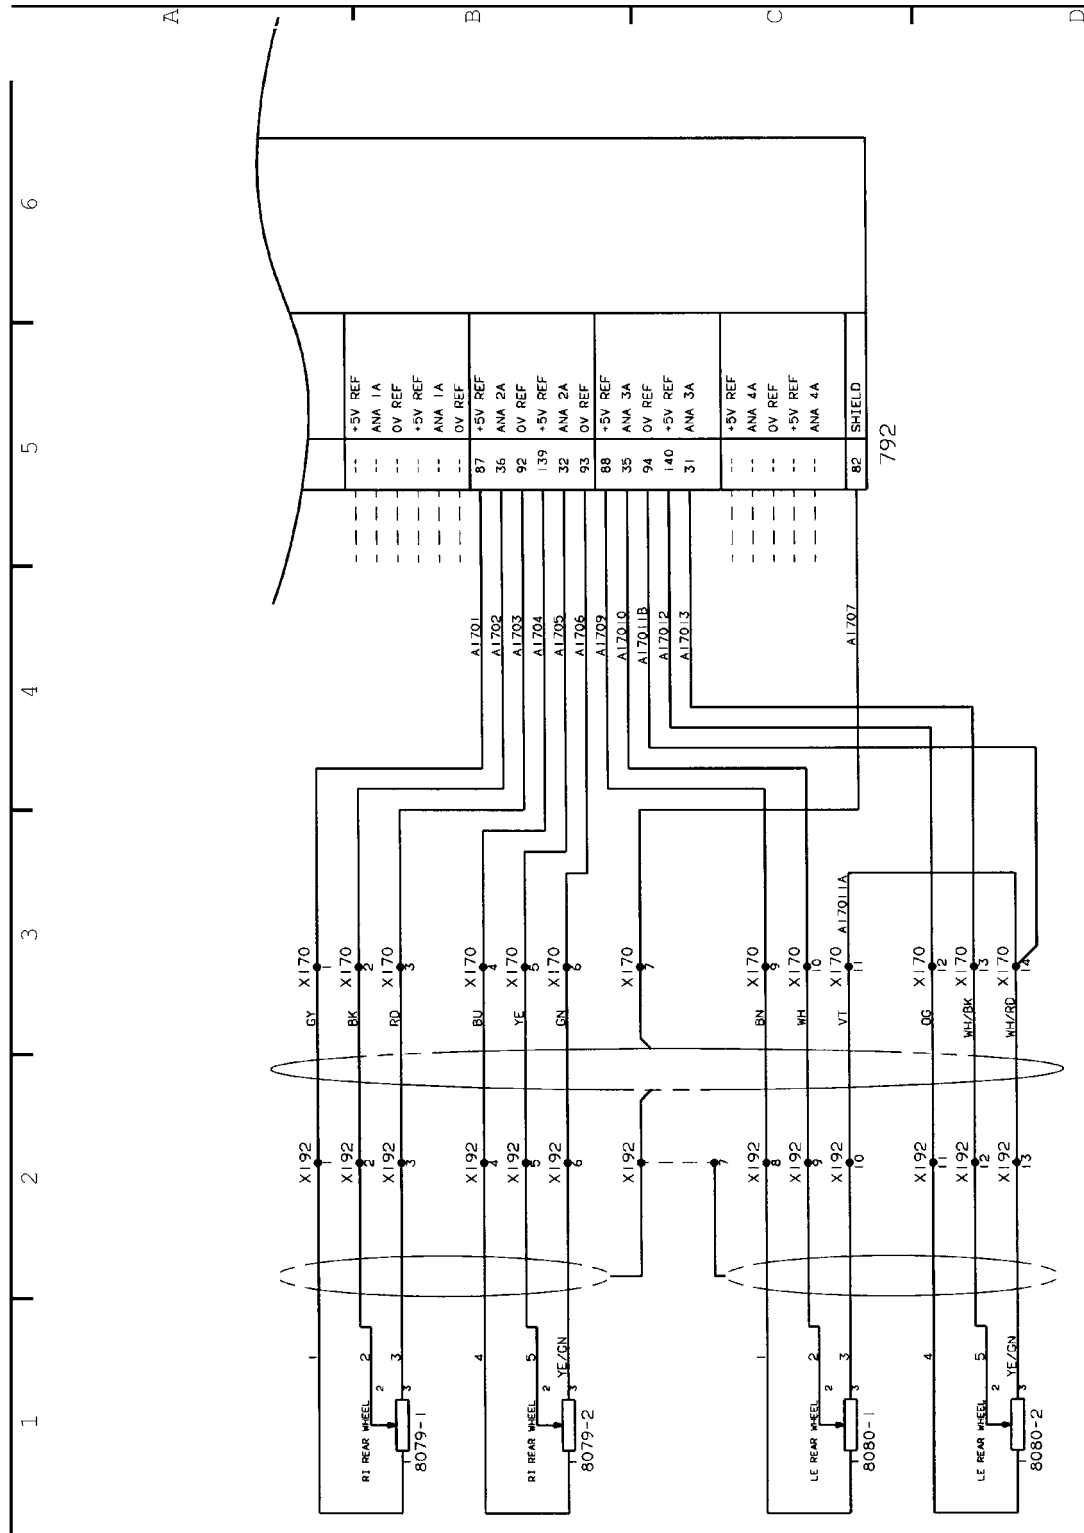 A
B
C
D
6
5
4
3
2
1
-- +5V REF
-- ANA 1A
-- 0V REF
-- +5V REF
-- ANA 1A
-- 0V REF
87 +5V REF
36 ANA 2A
92 0V REF
139 +5V REF
32 ANA 2A
93 0V REF
88 +5V REF
35 ANA 3A
94 0V REF
140 +5V REF
31 ANA 3A
-- +5V REF
-- ANA 4A
-- 0V REF
-- +5V REF
-- ANA 4A
82 SHIELD
792
A1701
A1702
A1703
A1704
A1705
A1706
A1709
A17010
A17011B
A17012
A17013
A1707
A17011A
X170 1
X170 2
X170 3
X170 4
X170 5
X170 6
X170 7
X170 9
X170 10
X170 11
X170 12
X170 13
X170 14
GY
BK
RD
BU
YE
GN
BN
WH
VT
OG
WH/BK
WH/RD
X192 1
X192 2
X192 3
X192 4
X192 5
X192 6
X192
7
X192 8
X192 9
X192 10
X192 11
X192 12
X192 13
1
2
3
4
5
YE/GN
1
2
3
4
5
YE/GN
RI REAR WHEEL
1 2 3
8079-1
RI REAR WHEEL
1 2 3
8079-2
LE REAR WHEEL
1 2 3
8080-1
LE REAR WHEEL
1 2 3
8080-2